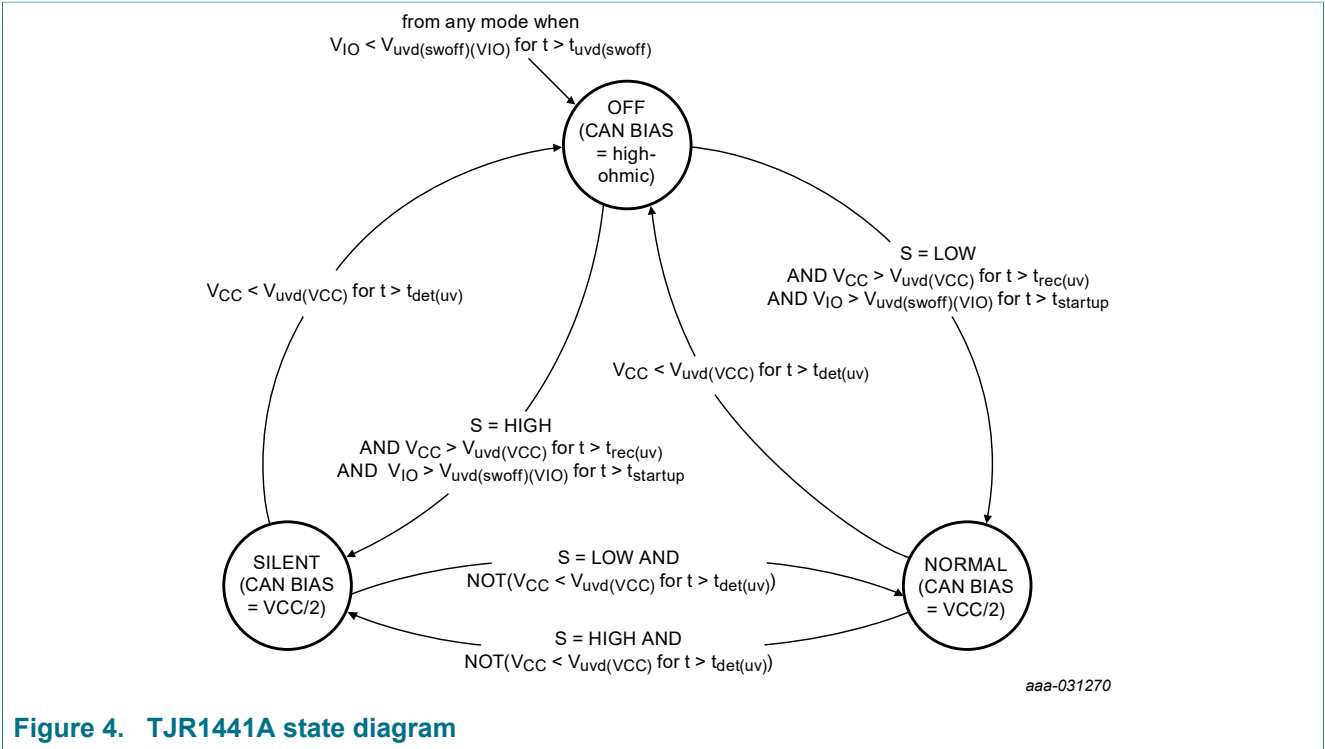 from any mode when
VIO < Vuvd(swoff)(VIO) for t > tuvd(swoff)
OFF
(CAN BIAS
= high-
ohmic)
S = LOW
AND VCC > Vuvd(VCC) for t > trec(uv)
AND VIO > Vuvd(swoff)(VIO) for t > tstartup
VCC < Vuvd(VCC) for t > tdet(uv)
VCC < Vuvd(VCC) for t > tdet(uv)
S = HIGH
AND VCC > Vuvd(VCC) for t > trec(uv)
AND VIO > Vuvd(swoff)(VIO) for t > tstartup
SILENT
(CAN BIAS
= VCC/2)
S = LOW AND
NOT(VCC < Vuvd(VCC) for t > tdet(uv))
NORMAL
(CAN BIAS
= VCC/2)
S = HIGH AND
NOT(VCC < Vuvd(VCC) for t > tdet(uv))
aaa-031270
Figure 4. TJR1441A state diagram